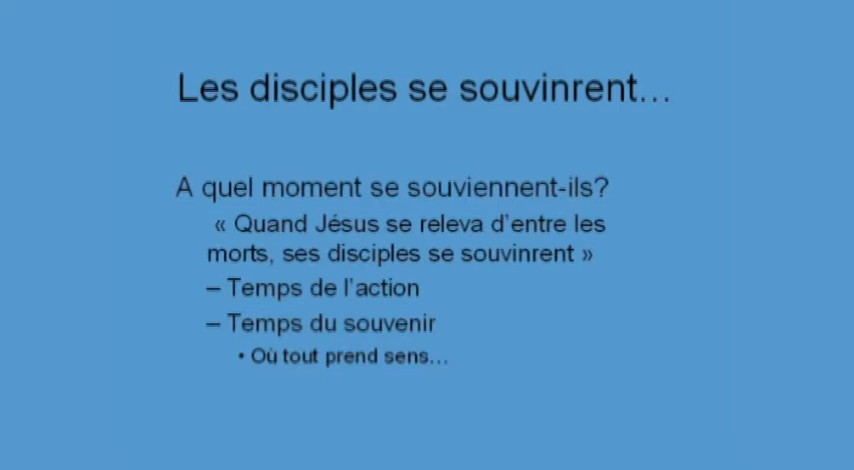 Les disciples se souvinrent...
A quel moment se souviennent-ils?
« Quand Jésus se releva d'entre les
morts, ses disciples se souvinrent »
– Temps de l'action
– Temps du souvenir
• Où tout prend sens...